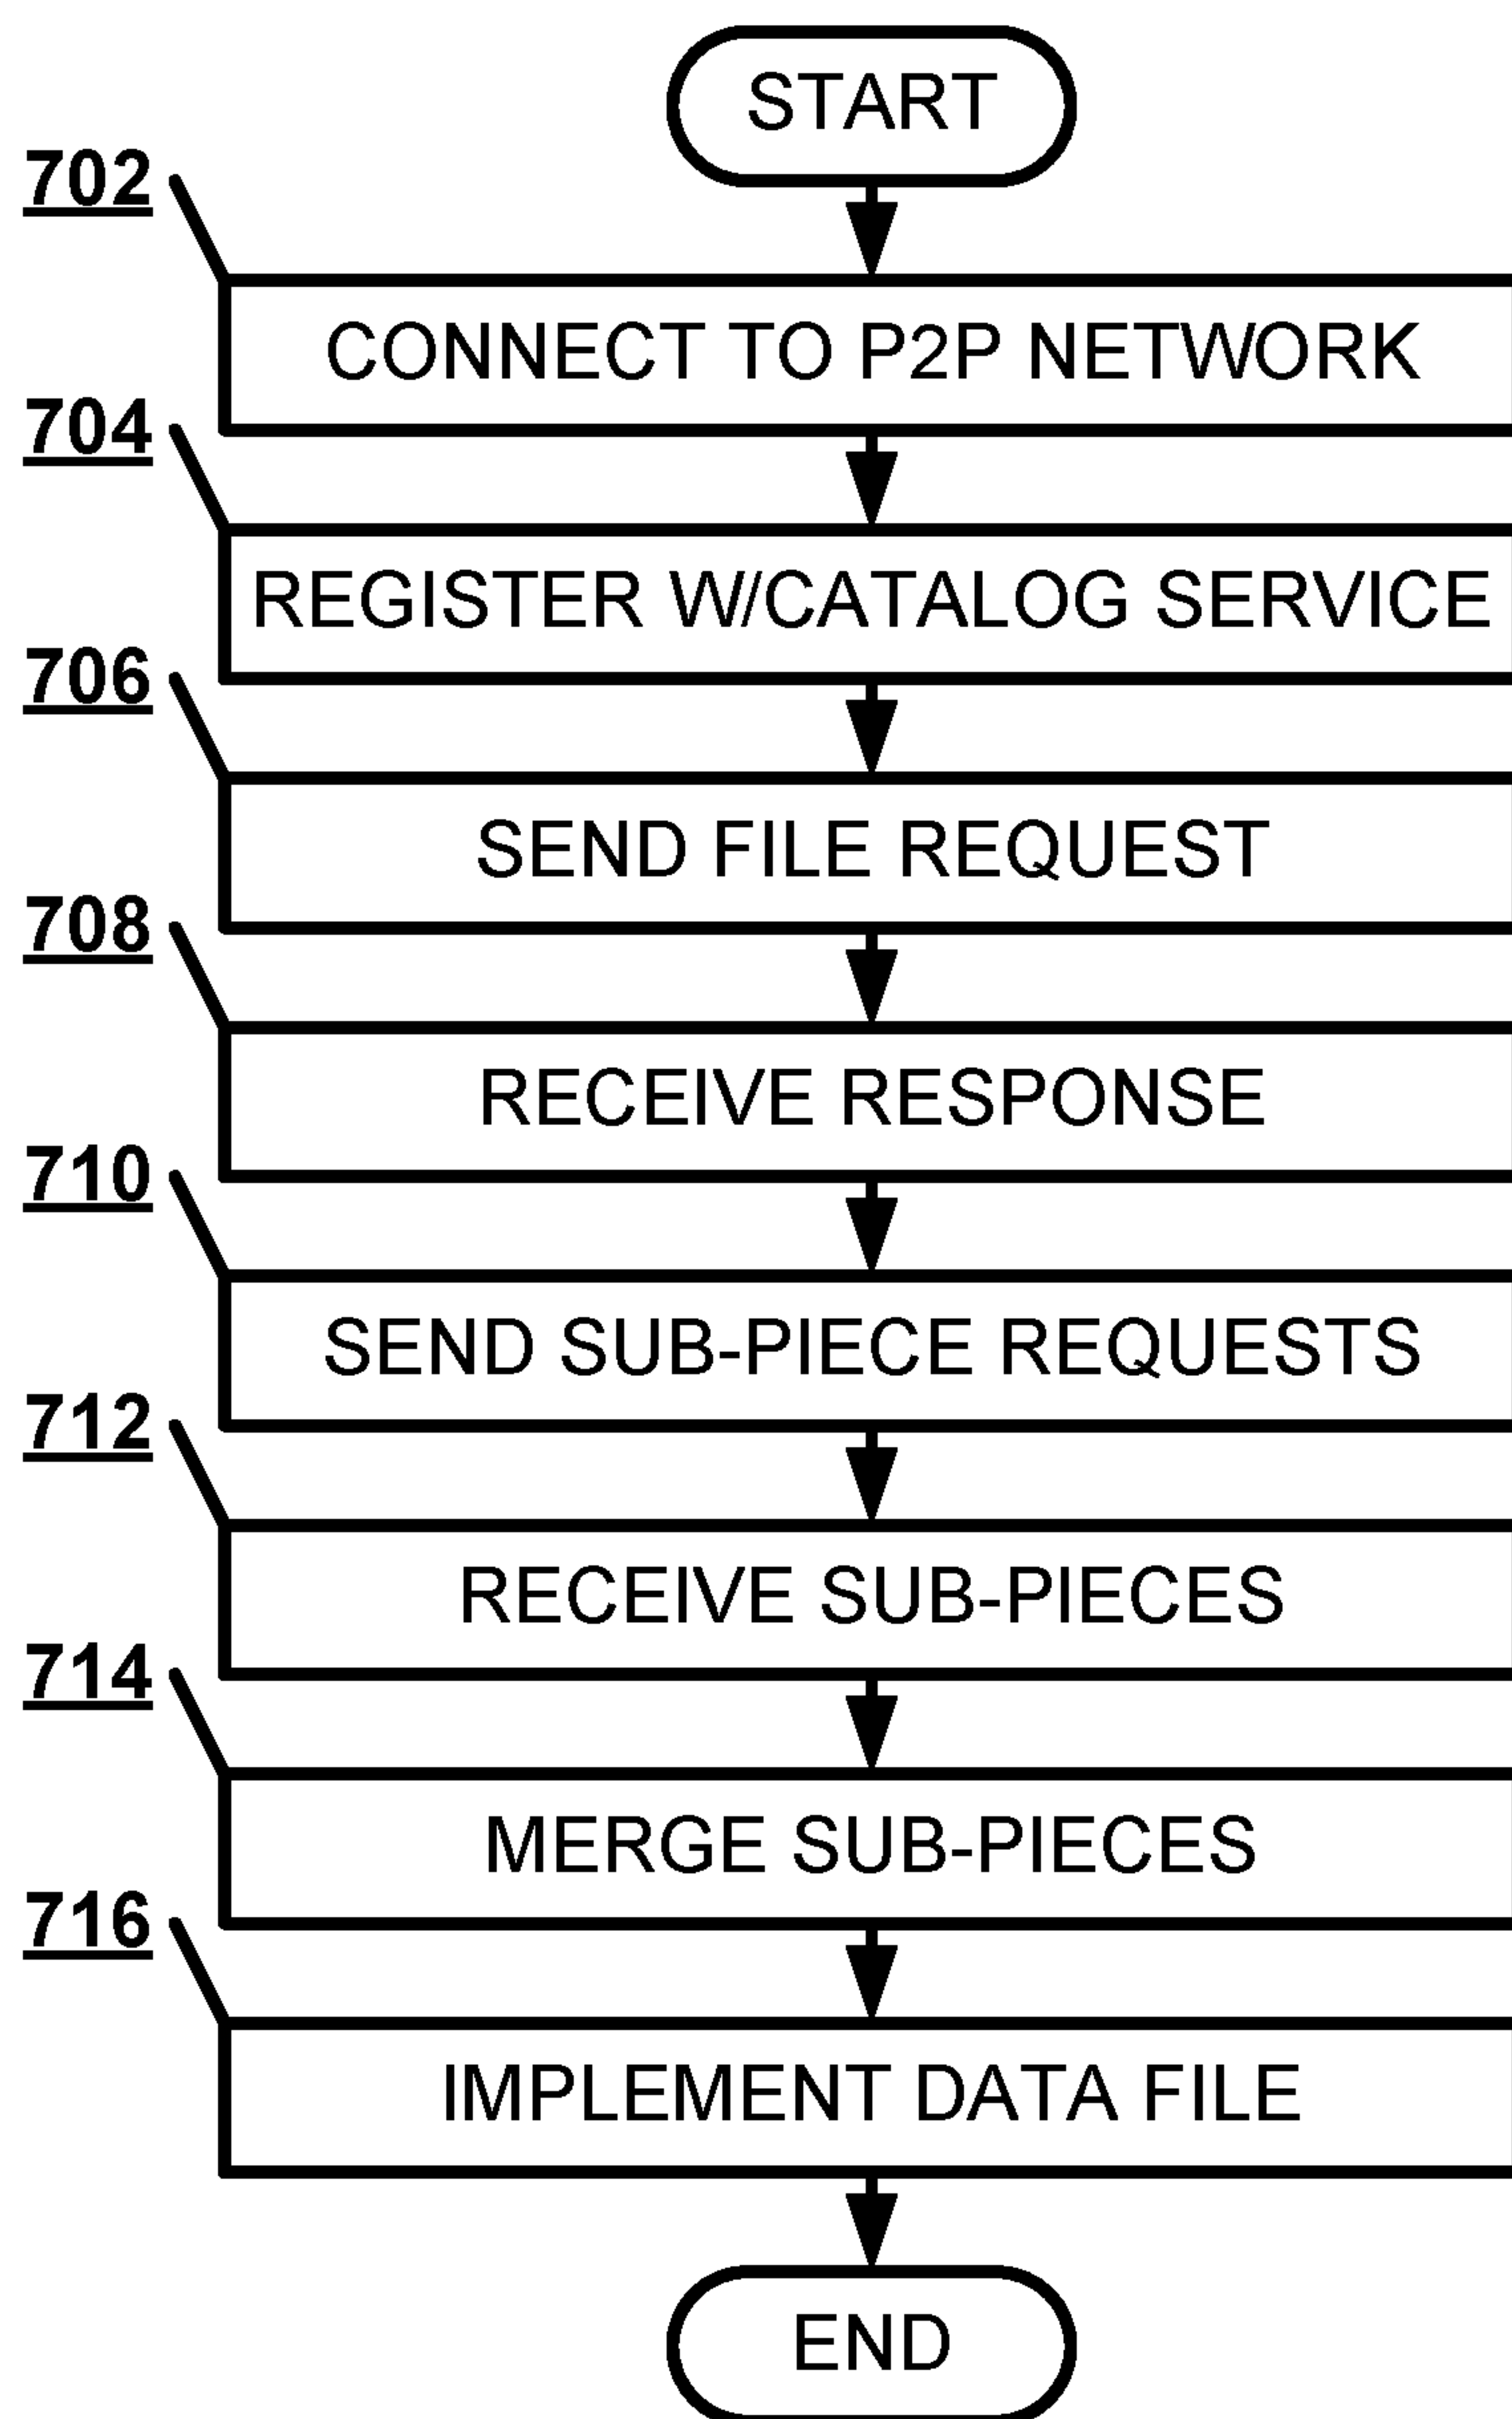 START
702
CONNECT TO P2P NETWORK
704
REGISTER W/CATALOG SERVICE
706
SEND FILE REQUEST
708
RECEIVE RESPONSE
710
SEND SUB-PIECE REQUESTS
712
RECEIVE SUB-PIECES
714
MERGE SUB-PIECES
716
IMPLEMENT DATA FILE
END